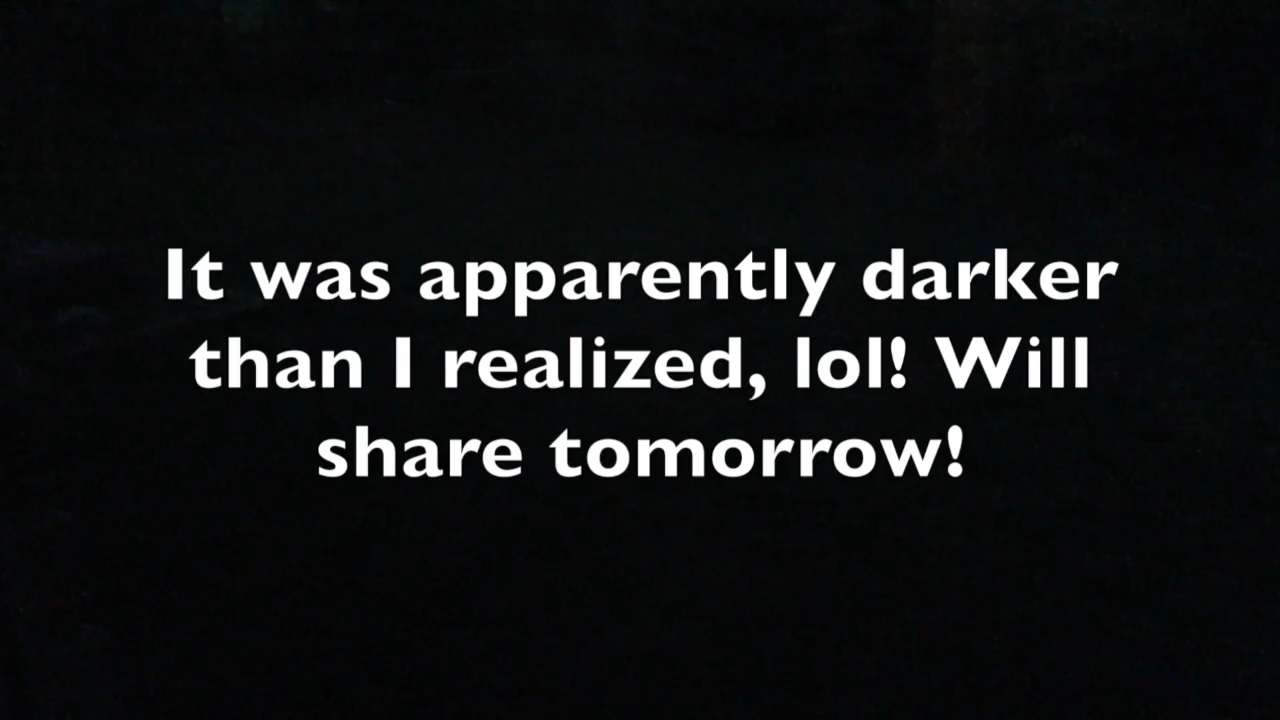 It was apparently darker
than I realized, lol! Will
share tomorrow!